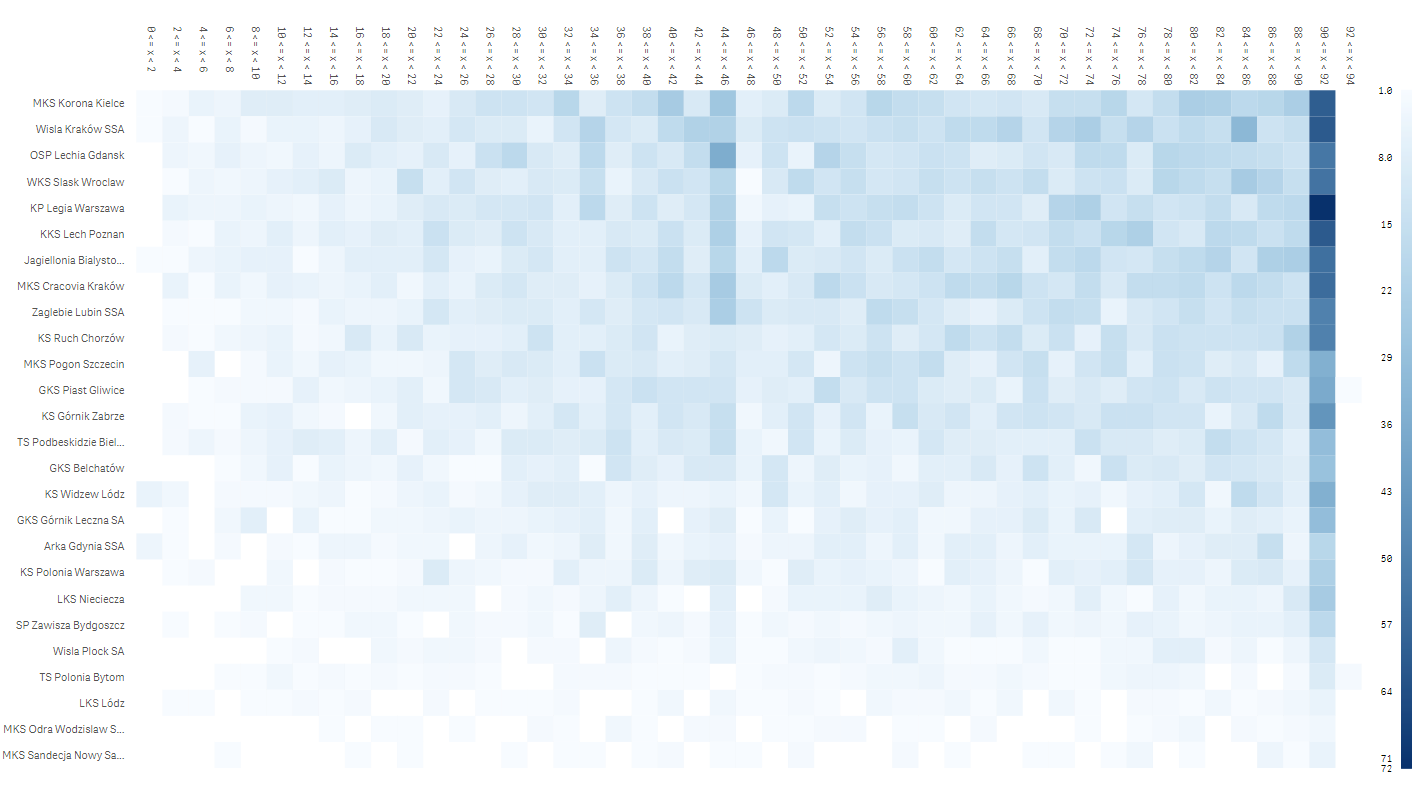 0 <= x < 2
2 <= x < 4
4 <= x < 6
6 <= x < 8
8 <= x < 10
10 <= x < 12
12 <= x < 14
14 <= x < 16
16 <= x < 18
18 <= x < 20
20 <= x < 22
22 <= x < 24
24 <= x < 26
26 <= x < 28
28 <= x < 30
30 <= x < 32
32 <= x < 34
34 <= x < 36
36 <= x < 38
38 <= x < 40
40 <= x < 42
42 <= x < 44
44 <= x < 46
46 <= x < 48
48 <= x < 50
50 <= x < 52
52 <= x < 54
54 <= x < 56
56 <= x < 58
58 <= x < 60
60 <= x < 62
62 <= x < 64
64 <= x < 66
66 <= x < 68
68 <= x < 70
70 <= x < 72
72 <= x < 74
74 <= x < 76
76 <= x < 78
78 <= x < 80
80 <= x < 82
82 <= x < 84
84 <= x < 86
86 <= x < 88
88 <= x < 90
90 <= x < 92
92 <= x < 94
MKS Korona Kielce
Wisla Kraków SSA
OSP Lechia Gdansk
WKS Slask Wroclaw
KP Legia Warszawa
KKS Lech Poznan
Jagiellonia Bialysto...
MKS Cracovia Kraków
Zaglebie Lubin SSA
KS Ruch Chorzów
MKS Pogon Szczecin
GKS Piast Gliwice
KS Górnik Zabrze
TS Podbeskidzie Biel...
GKS Belchatów
KS Widzew Lódz
GKS Górnik Leczna SA
Arka Gdynia SSA
KS Polonia Warszawa
LKS Nieciecza
SP Zawisza Bydgoszcz
Wisla Plock SA
TS Polonia Bytom
LKS Lódz
MKS Odra Wodzislaw S...
MKS Sandecja Nowy Sa...
1.0
8.0
15
22
29
36
43
50
57
64
71
72